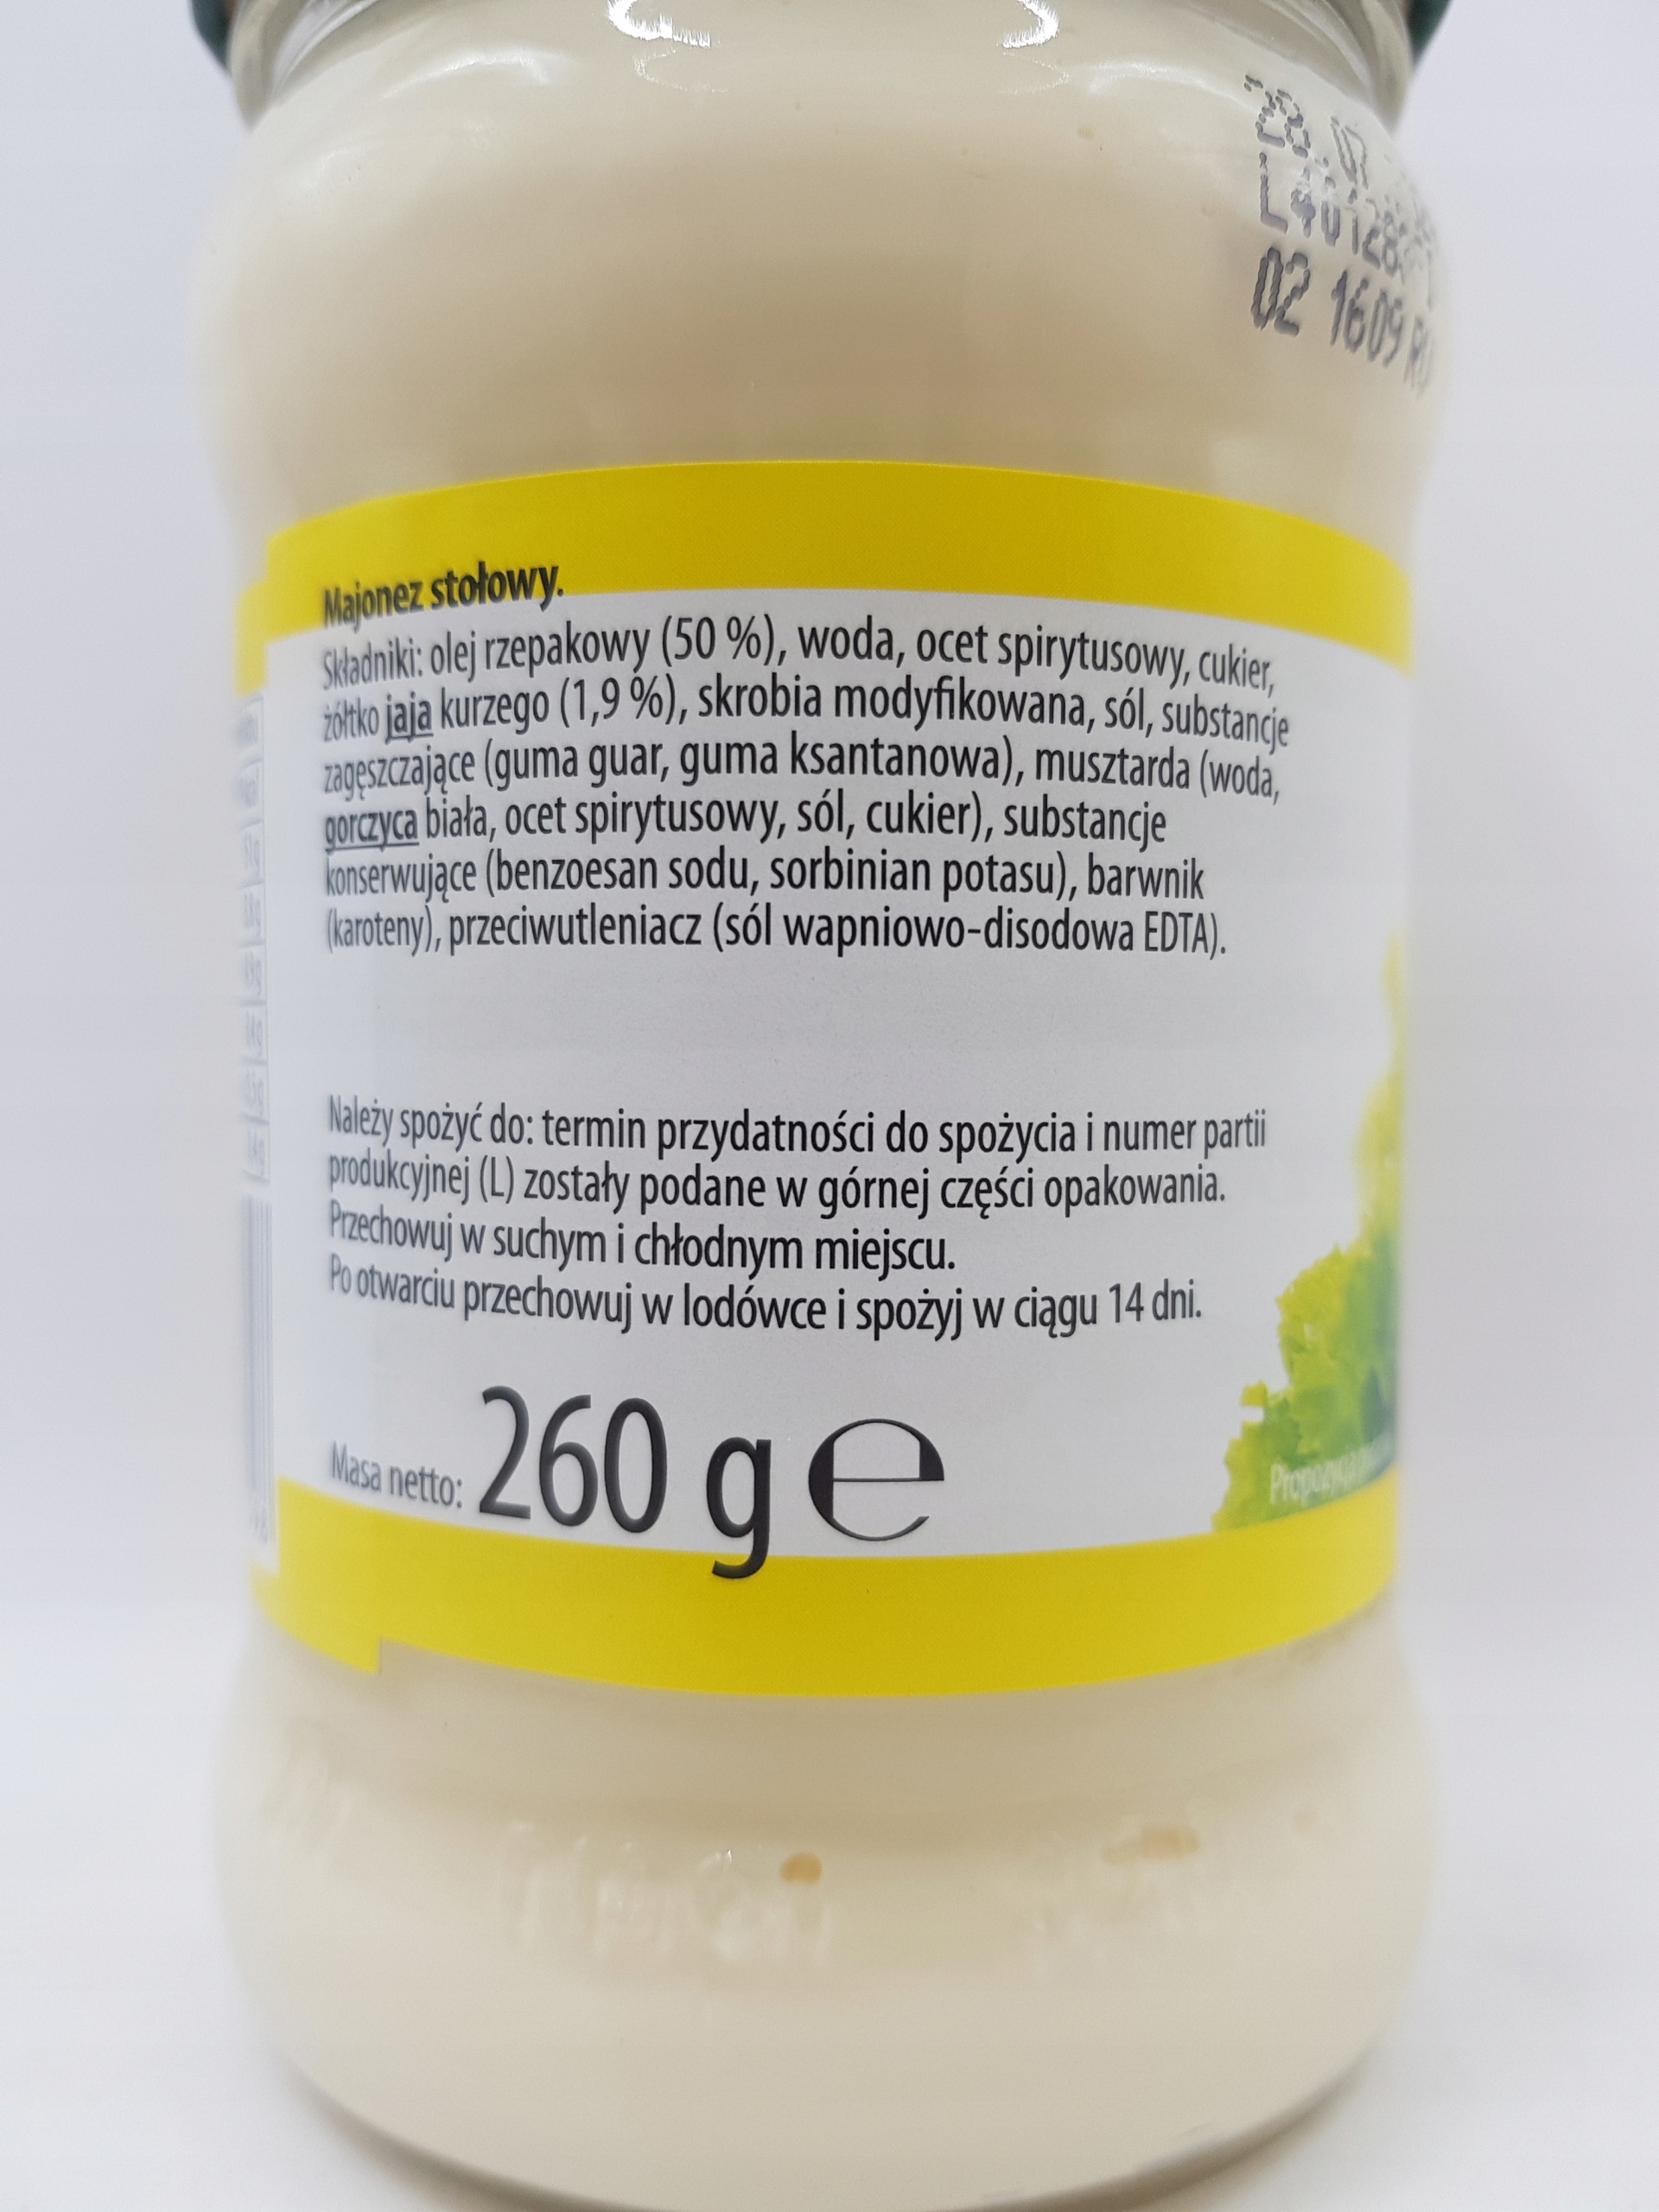 28.07
02 1609
Majonez stołowy.
Składniki: olej rzepakowy (50 %), woda, ocet spirytusowy, cukier,
żółtko jaja kurzego (1,9 %), skrobia modyfikowana, sól, substancje
zagęszczające (guma guar, guma ksantanowa), musztarda (woda,
gorczyca biała, ocet spirytusowy, sól, cukier), substancje
konserwujące (benzoesan sodu, sorbinian potasu), barwnik
(karoteny), przeciwutleniacz (sól wapniowo-disodowa EDTA).
Należy spożyć do: termin przydatności do spożycia i numer partii
produkcyjnej (L) zostały podane w górnej części opakowania.
Przechowuj w suchym i chłodnym miejscu.
Po otwarciu przechowuj w lodówce i spożyj w ciągu 14 dni.
Masa netto: 260 g ℮
Propozycja